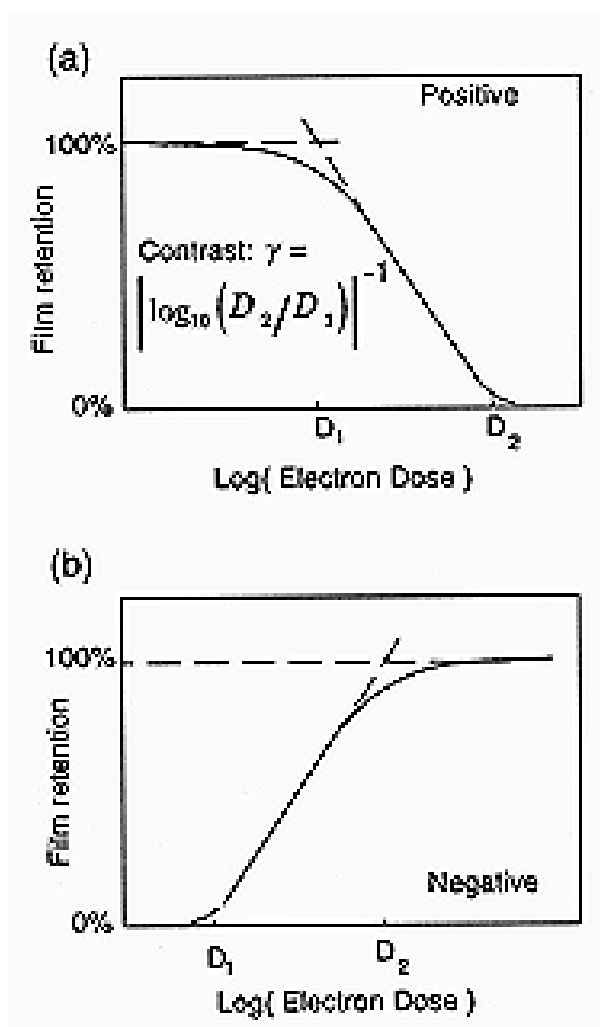 (a)
Positive
100%
Film retention
Contrast: γ =
|log₁₀(D₂/D₁)|⁻¹
0%
D₁
D₂
Log( Electron Dose )
(b)
100%
Film retention
Negative
0%
D₁
D₂
Log( Electron Dose )